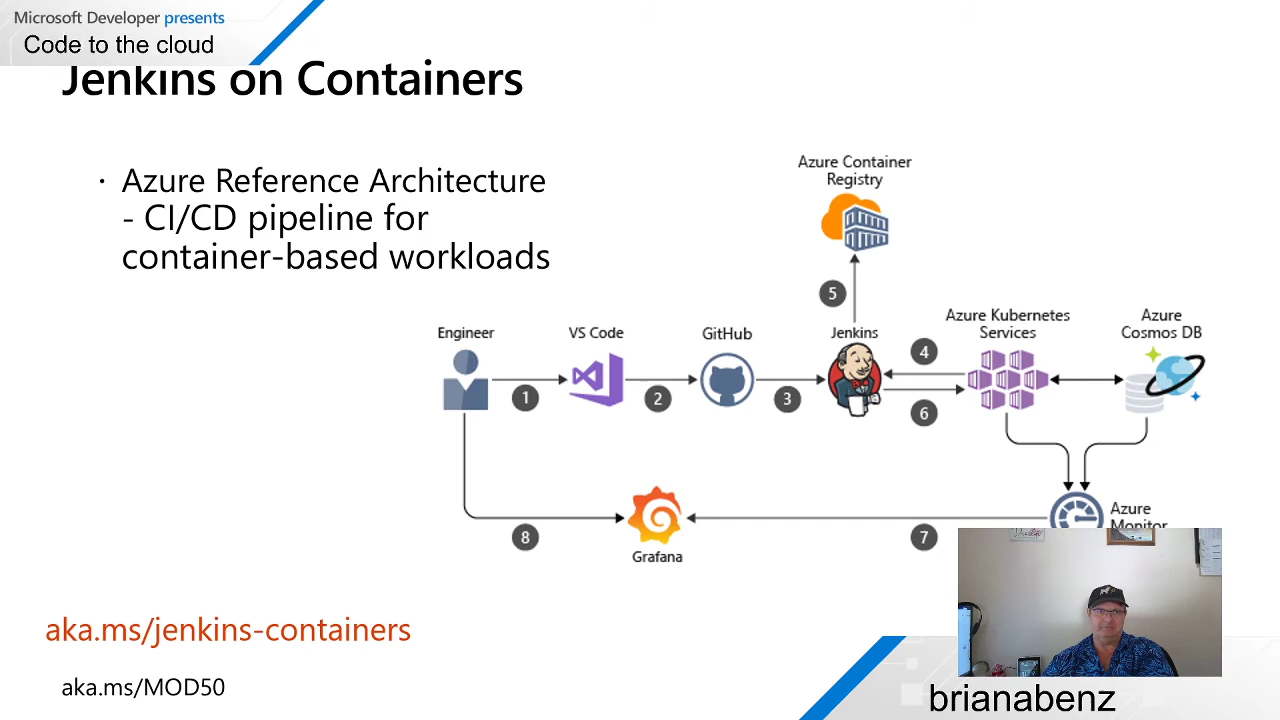 Microsoft Developer presents
Code to the cloud
Jenkins on Containers
· Azure Reference Architecture
- CI/CD pipeline for
container-based workloads
Azure Container
Registry
5
Engineer
VS Code
GitHub
Jenkins
Azure Kubernetes
Services
Azure
Cosmos DB
1
2
3
4
6
Azure
Monitor
8
7
Grafana
aka.ms/jenkins-containers
aka.ms/MOD50
brianabenz